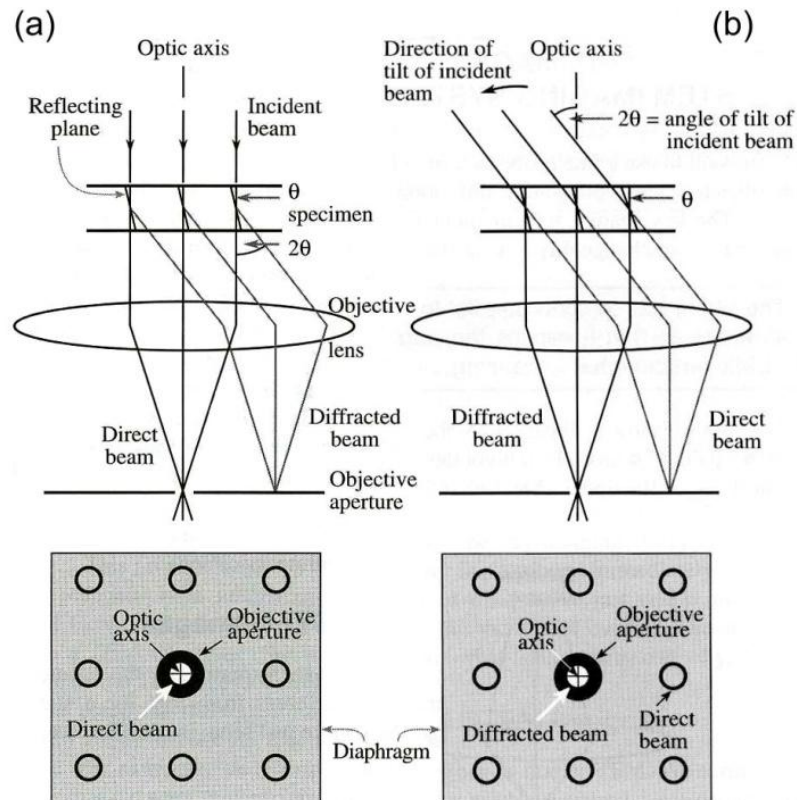 (a)
Optic axis
Reflecting
plane
Incident
beam
θ
specimen
2θ
Objective
lens
Direct
beam
Diffracted
beam
Objective
aperture
Optic
axis
Objective
aperture
Direct beam
(b)
Direction of
tilt of incident
beam
Optic axis
2θ = angle of tilt of
incident beam
θ
Diffracted
beam
Direct
beam
Optic
axis
Objective
aperture
Diffracted beam
Direct
beam
Diaphragm